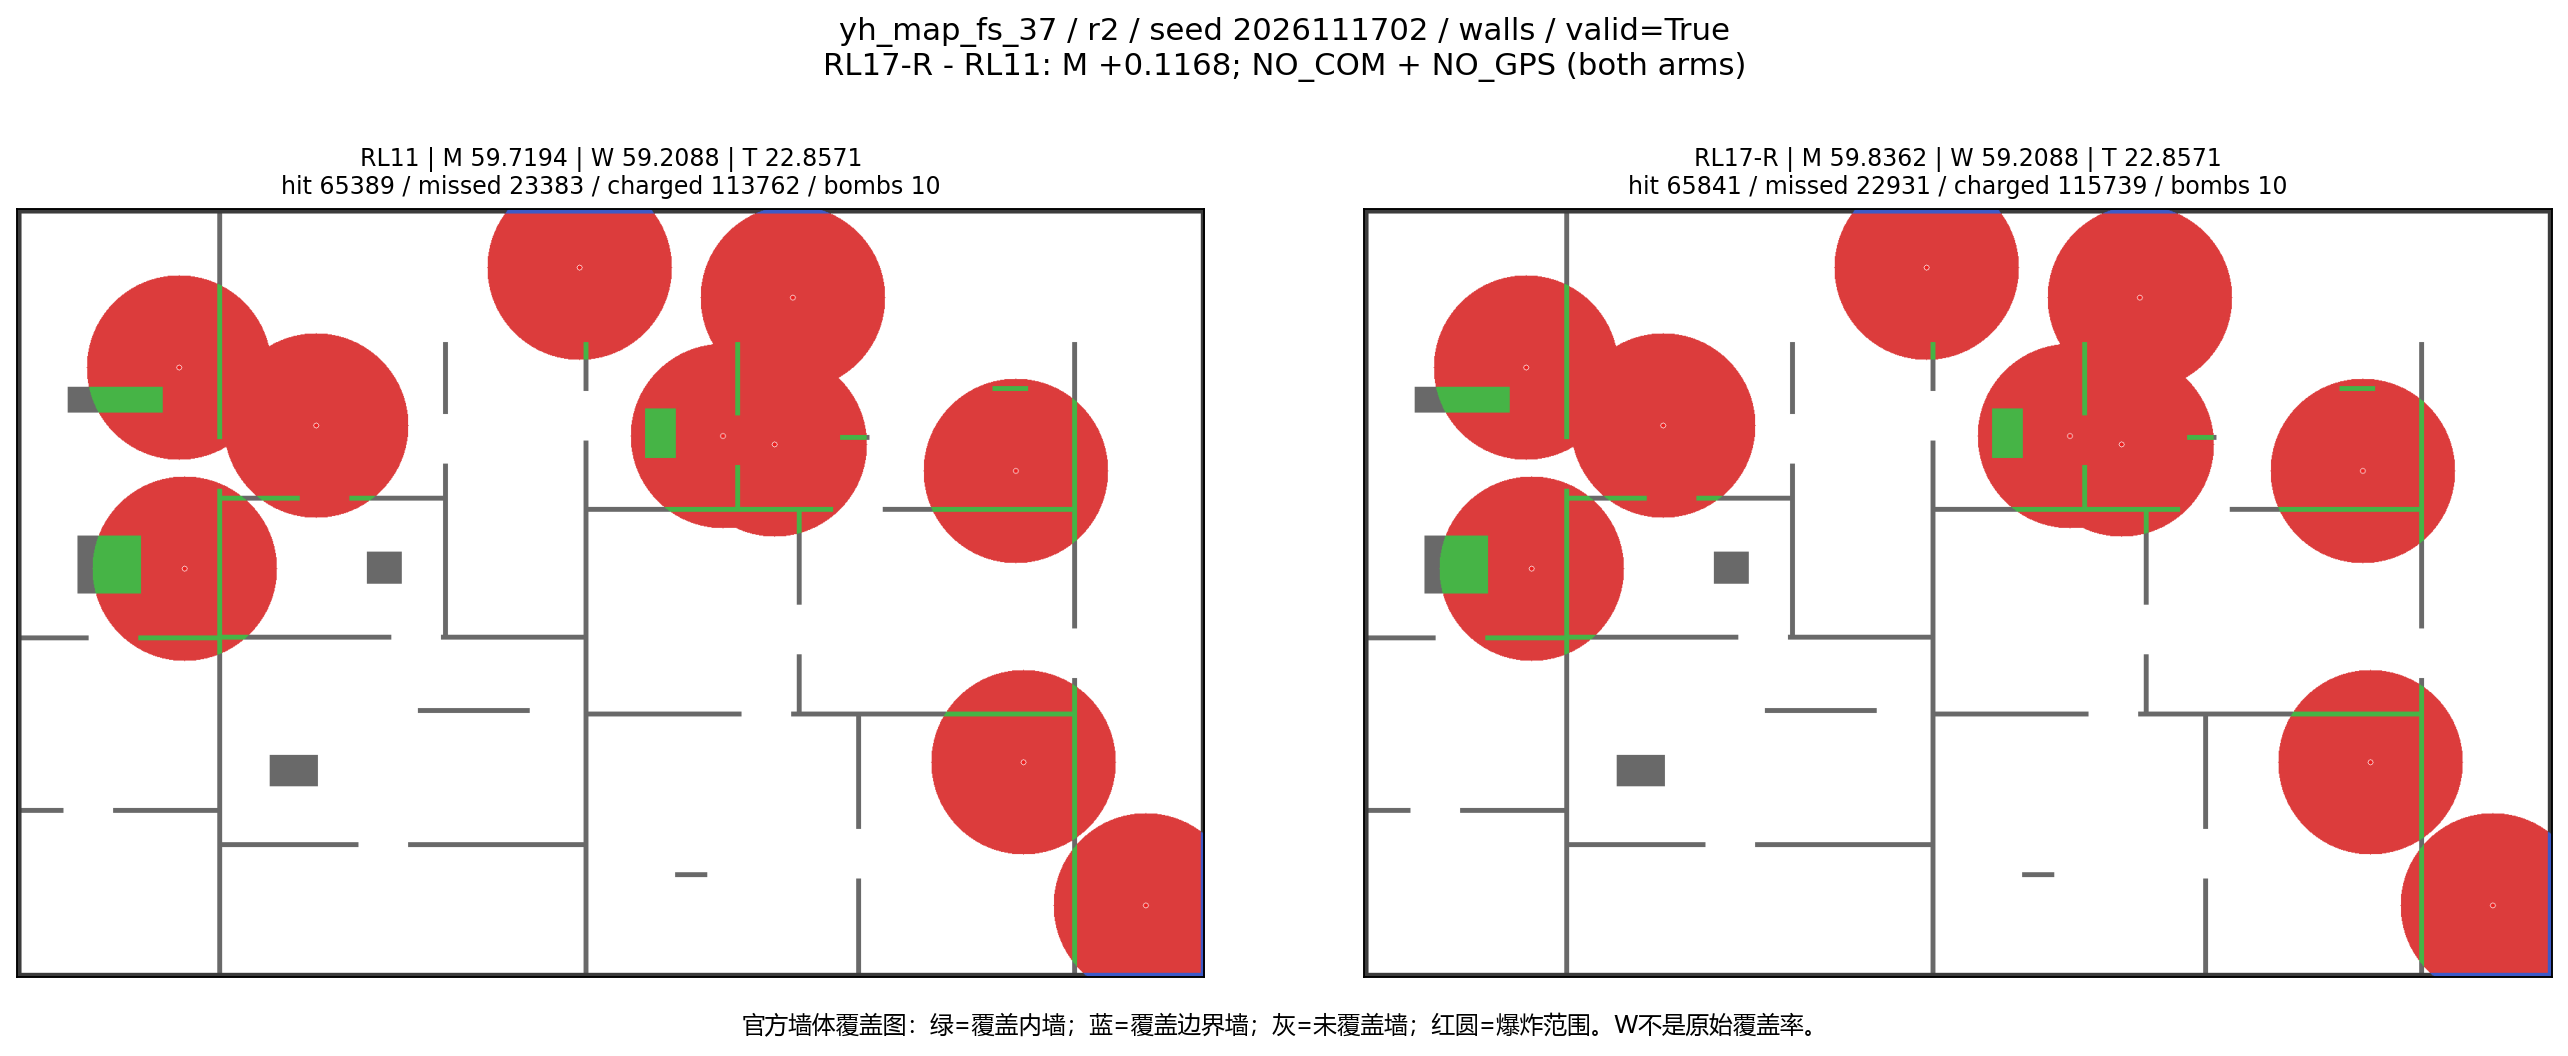 yh_map_fs_37 / r2 / seed 2026111702 / walls / valid=True
RL17-R - RL11: M +0.1168; NO_COM + NO_GPS (both arms)
RL11 | M 59.7194 | W 59.2088 | T 22.8571
hit 65389 / missed 23383 / charged 113762 / bombs 10
RL17-R | M 59.8362 | W 59.2088 | T 22.8571
hit 65841 / missed 22931 / charged 115739 / bombs 10
官方墙体覆盖图：绿=覆盖内墙；蓝=覆盖边界墙；灰=未覆盖墙；红圆=爆炸范围。W不是原始覆盖率。